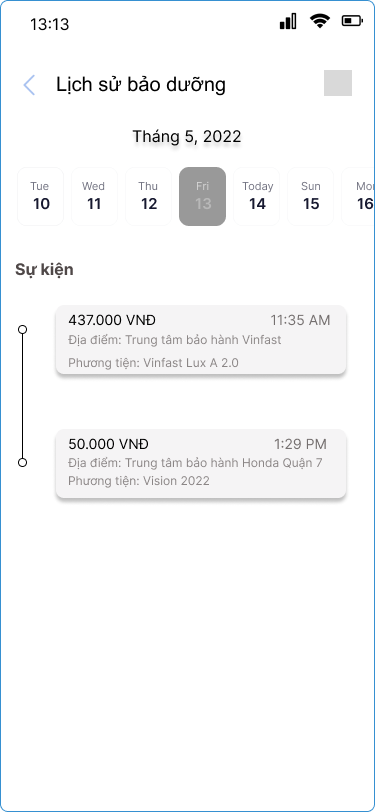 13:13
Lịch sử bảo dưỡng
Tháng 5, 2022
Tue Wed Thu Fri Today Sun Mon
10 11 12 13 14 15 16
Sự kiện
437.000 VNĐ 11:35 AM
Địa điểm: Trung tâm bảo hành Vinfast
Phương tiện: Vinfast Lux A 2.0
50.000 VNĐ 1:29 PM
Địa điểm: Trung tâm bảo hành Honda Quận 7
Phương tiện: Vision 2022